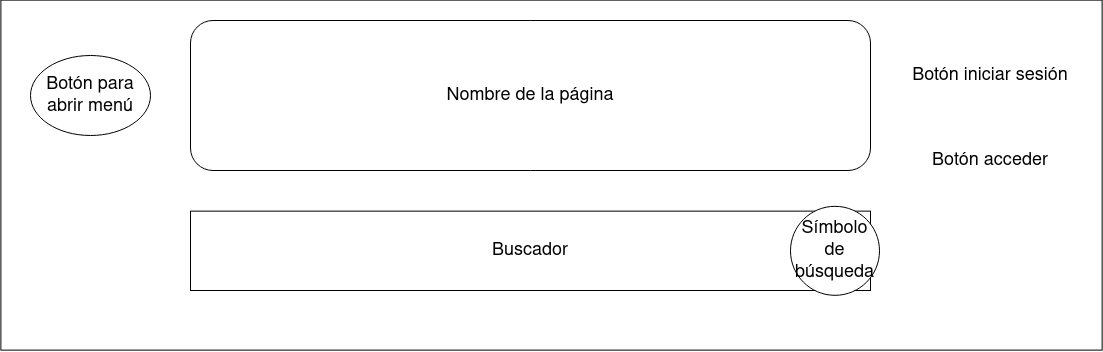 Botón para
abrir menú
Nombre de la página
Botón iniciar sesión
Botón acceder
Buscador
Símbolo
de
búsqueda